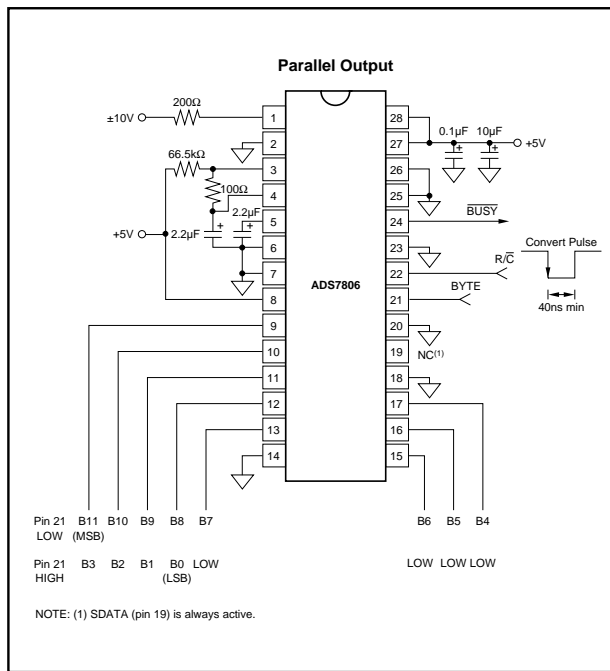 Parallel Output
±10V
200Ω
66.5kΩ
100Ω
2.2µF
2.2µF
+5V
1
2
3
4
5
6
7
8
9
10
11
12
13
14
ADS7806
28
27
26
25
24
23
22
21
20
19
18
17
16
15
0.1µF
10µF
+5V
+
+
+
+
BUSY
R/C
BYTE
NC(1)
Convert Pulse
40ns min
Pin 21 B11 B10 B9 B8 B7 B6 B5 B4
LOW (MSB)
Pin 21 B3 B2 B1 B0 LOW LOW LOW LOW
HIGH (LSB)
NOTE: (1) SDATA (pin 19) is always active.